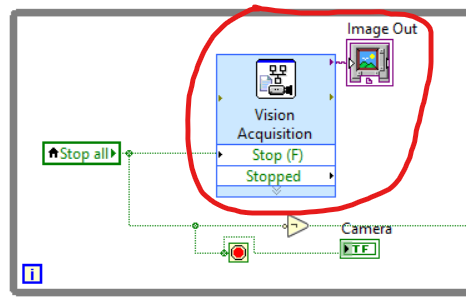 Image Out
Vision
Acquisition
Stop all
Stop (F)
Stopped
Camera
TF
i